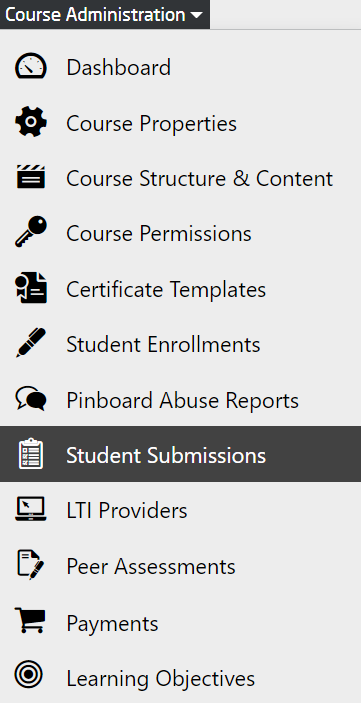 Course Administration
Dashboard
Course Properties
Course Structure & Content
Course Permissions
Certificate Templates
Student Enrollments
Pinboard Abuse Reports
Student Submissions
LTI Providers
Peer Assessments
Payments
Learning Objectives